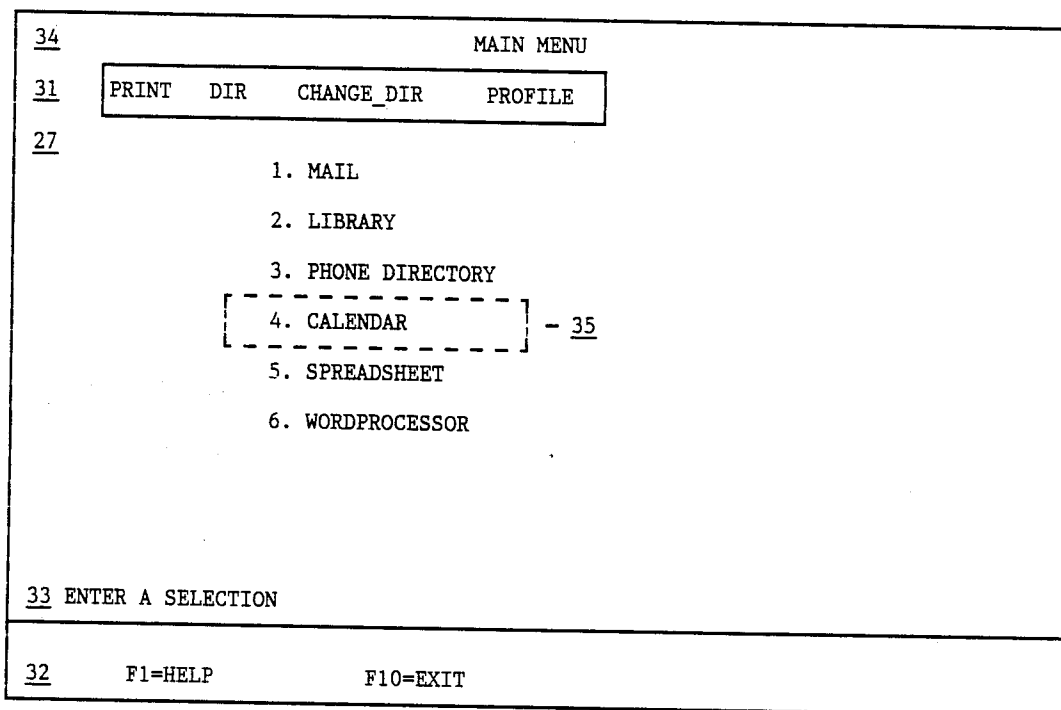 34 MAIN MENU
31 PRINT DIR CHANGE_DIR PROFILE
27
1. MAIL
2. LIBRARY
3. PHONE DIRECTORY
4. CALENDAR - 35
5. SPREADSHEET
6. WORDPROCESSOR
33 ENTER A SELECTION
32 F1=HELP F10=EXIT